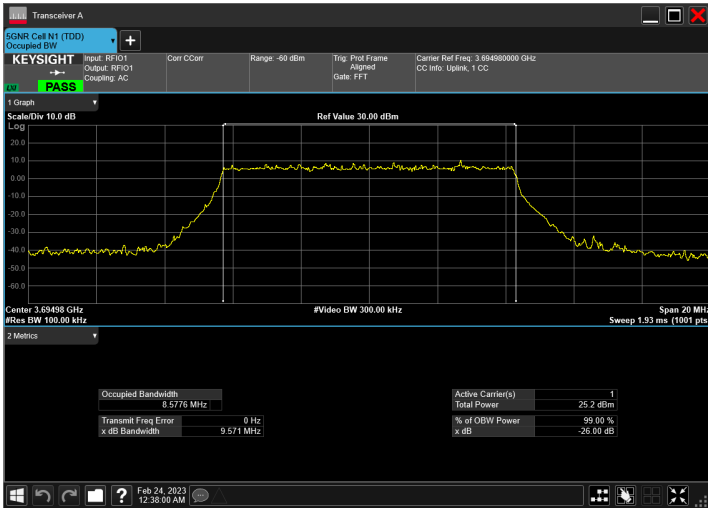 Transceiver A
5GNR Cell N1 (TDD)
Occupied BW
KEYSIGHT
LXI
PASS
Input: RFIO1
Output: RFIO1
Coupling: AC
Corr CCorr
Range: -60 dBm
Trig: Prot Frame
Aligned
Gate: FFT
Carrier Ref Freq: 3.694980000 GHz
CC Info: Uplink, 1 CC
1 Graph
Scale/Div 10.0 dB
Ref Value 30.00 dBm
Log
20.0
10.0
0.00
-10.0
-20.0
-30.0
-40.0
-50.0
-60.0
Center 3.69498 GHz
#Video BW 300.00 kHz
Span 20 MHz
#Res BW 100.00 kHz
Sweep 1.93 ms (1001 pts
2 Metrics
Occupied Bandwidth
8.5776 MHz
Transmit Freq Error 0 Hz
x dB Bandwidth 9.571 MHz
Active Carrier(s) 1
Total Power 25.2 dBm
% of OBW Power 99.00 %
x dB -26.00 dB
?
Feb 24, 2023
12:38:00 AM